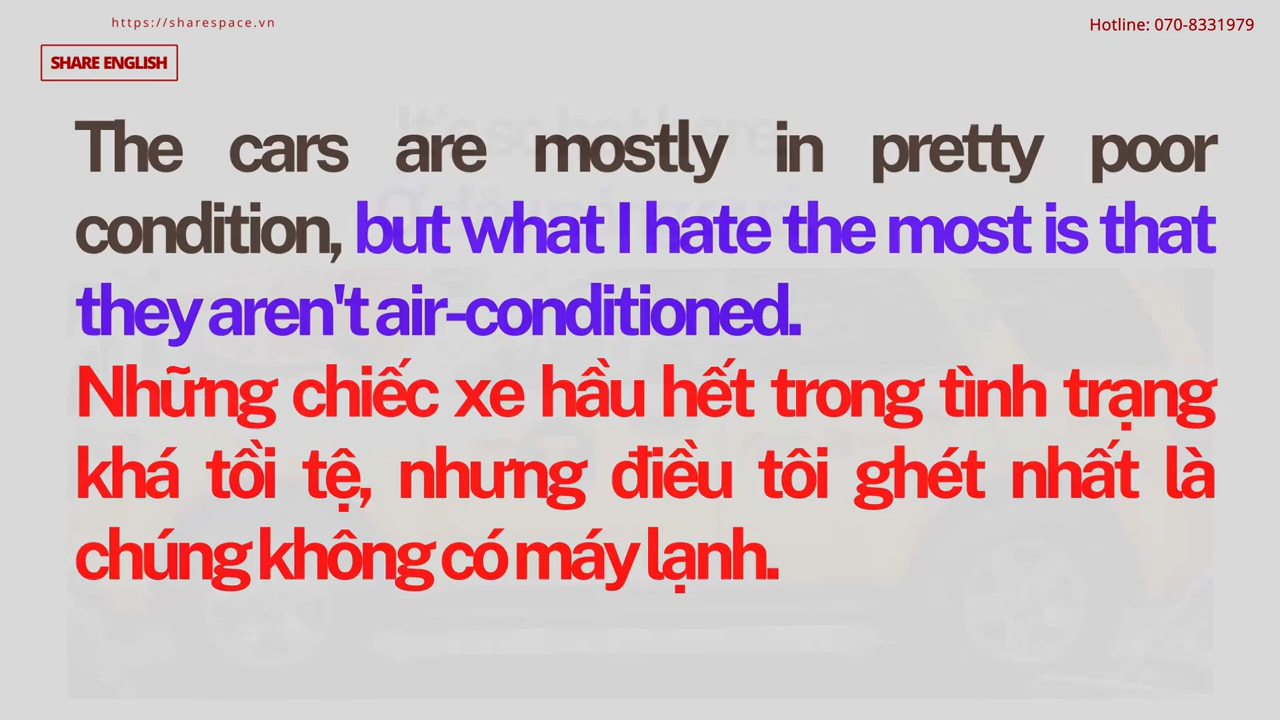 https://sharespace.vn
Hotline: 070-8331979
SHARE ENGLISH
The cars are mostly in pretty poor
condition, but what I hate the most is that
they aren't air-conditioned.
Những chiếc xe hầu hết trong tình trạng
khá tồi tệ, nhưng điều tôi ghét nhất là
chúng không có máy lạnh.